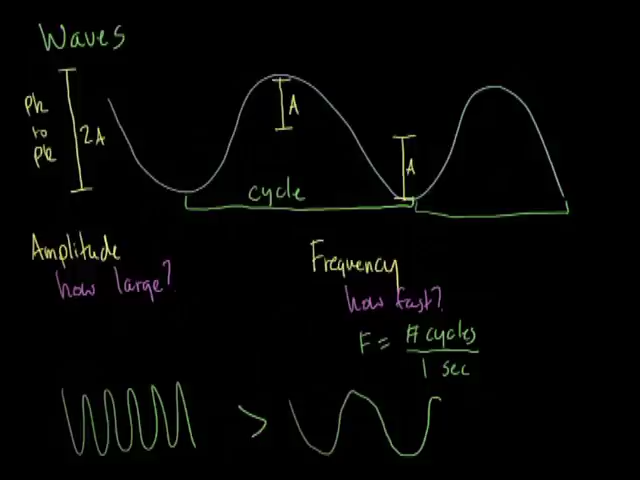 Waves
Pk
to
Pk
2A
A
A
cycle
Amplitude
how large?
Frequency
how fast?
F = # cycles
1 sec
>